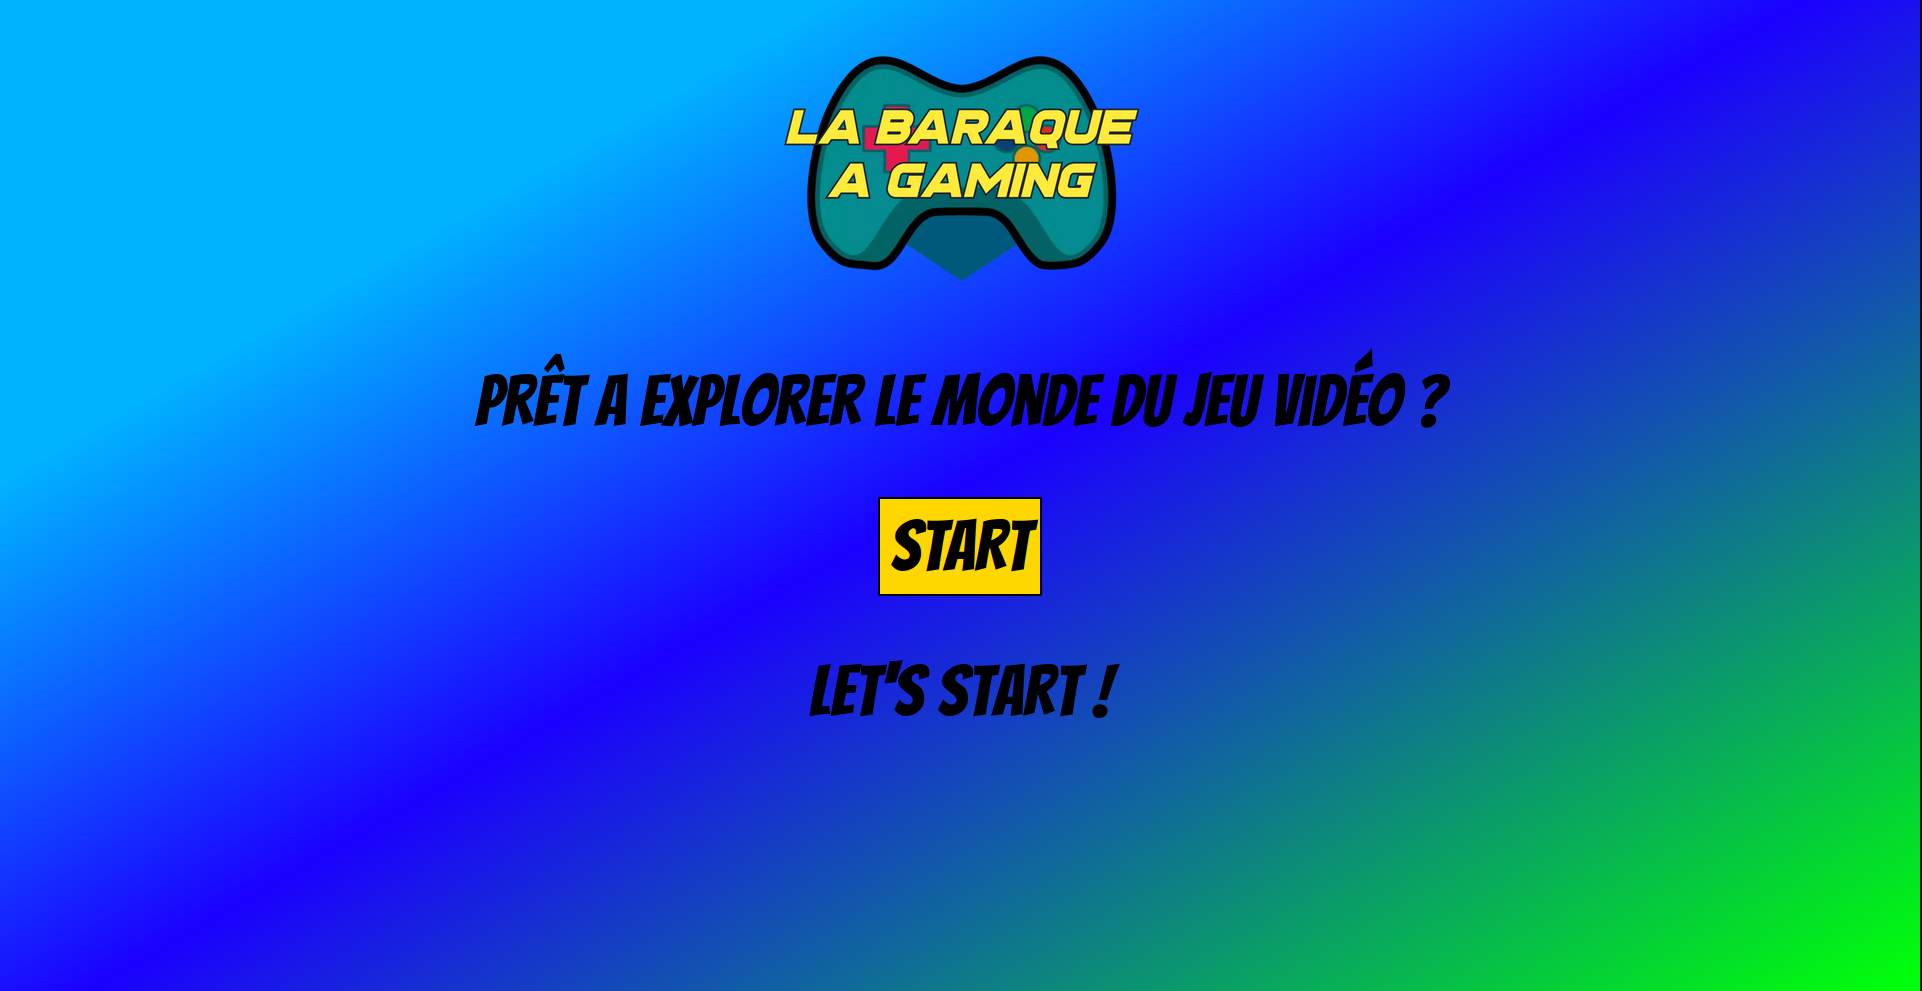 LA BARAQUE
A GAMING
PRÊT A EXPLORER LE MONDE DU JEU VIDÉO ?
START
LET'S START !